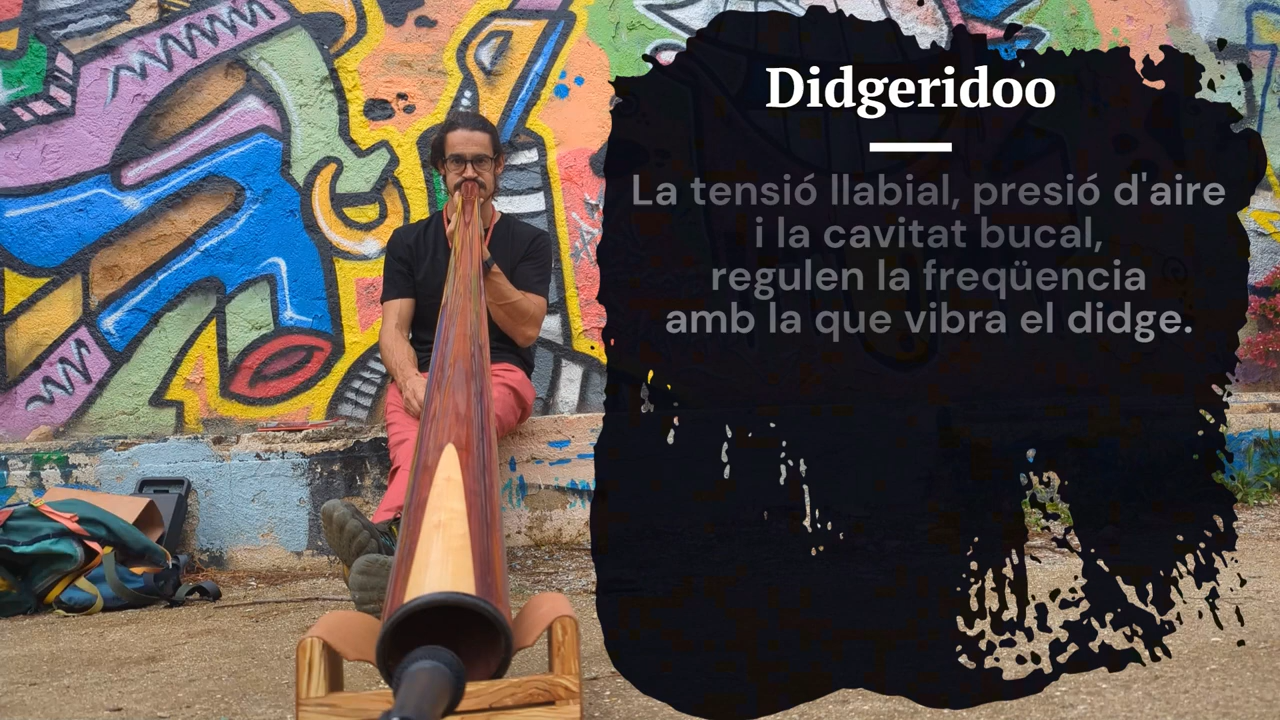 Didgeridoo
La tensió llabial, presió d'aire
i la cavitat bucal,
regulen la freqüencia
amb la que vibra el didge.